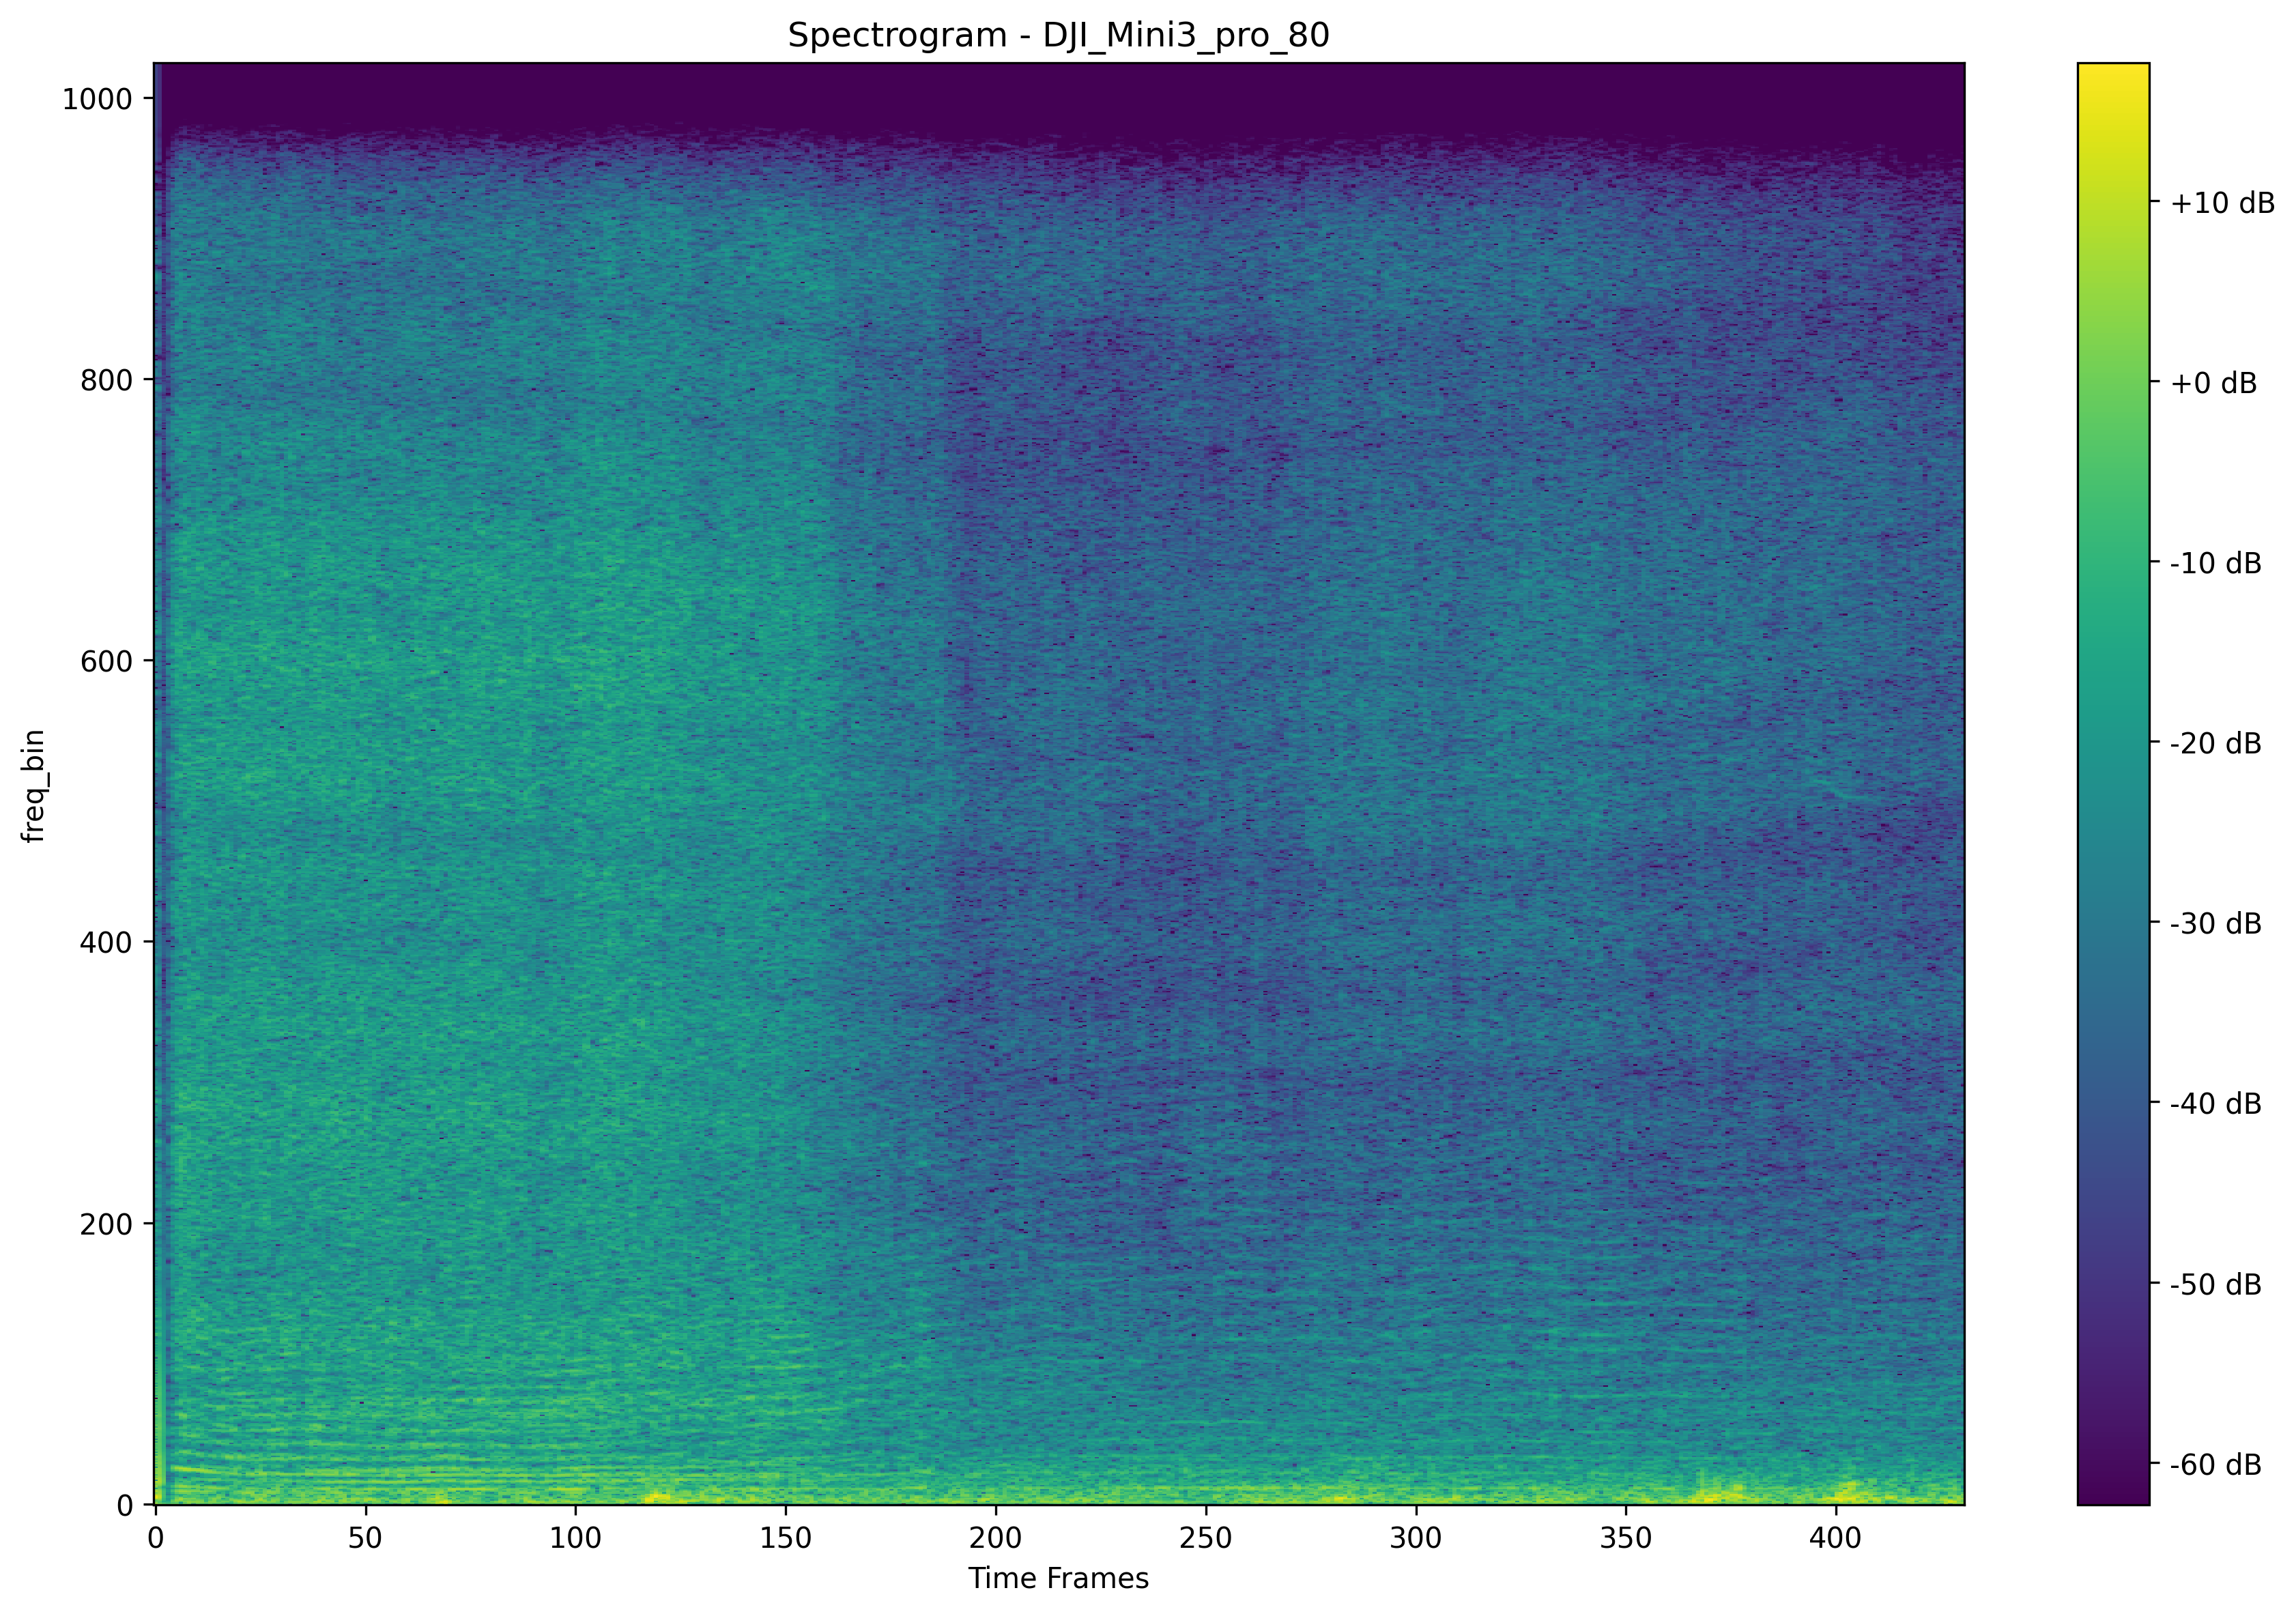 Spectrogram - DJI_Mini3_pro_80
1000
800
600
400
200
0
freq_bin
0 50 100 150 200 250 300 350 400
Time Frames
+10 dB
+0 dB
-10 dB
-20 dB
-30 dB
-40 dB
-50 dB
-60 dB